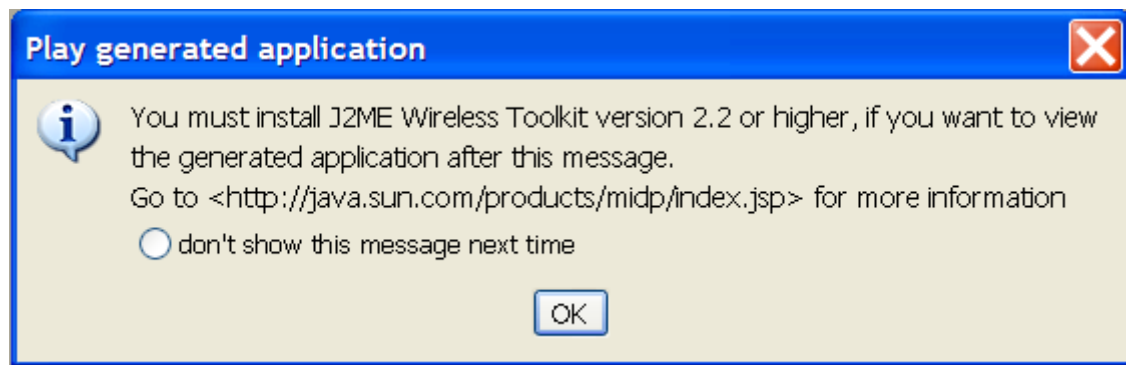 Play generated application
You must install J2ME Wireless Toolkit version 2.2 or higher, if you want to view
the generated application after this message.
Go to <http://java.sun.com/products/midp/index.jsp> for more information
don't show this message next time
OK